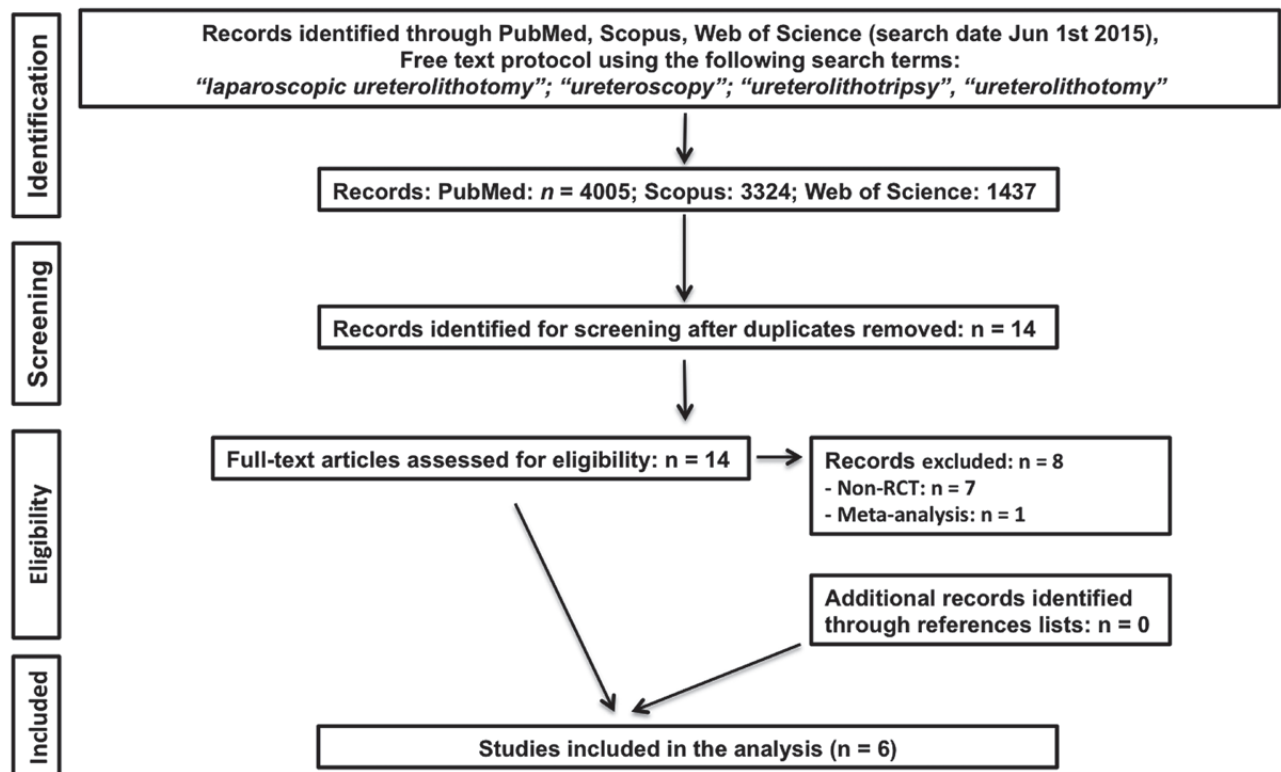 Identification
Records identified through PubMed, Scopus, Web of Science (search date Jun 1st 2015),
Free text protocol using the following search terms:
“laparoscopic ureterolithotomy”; “ureteroscopy”; “ureterolithotripsy”, “ureterolithotomy”
Records: PubMed: n = 4005; Scopus: 3324; Web of Science: 1437
Screening
Records identified for screening after duplicates removed: n = 14
Eligibility
Full-text articles assessed for eligibility: n = 14
Records excluded: n = 8
- Non-RCT: n = 7
- Meta-analysis: n = 1
Additional records identified
through references lists: n = 0
Included
Studies included in the analysis (n = 6)